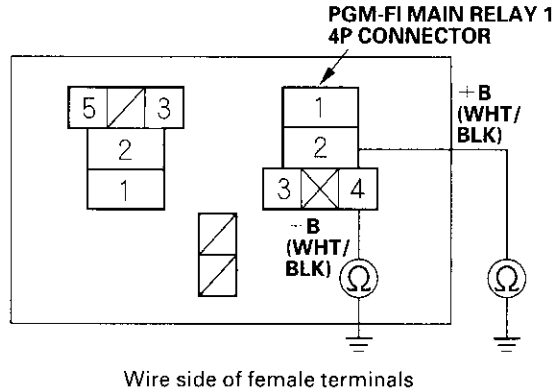 PGM-FI MAIN RELAY 1
4P CONNECTOR
+B
(WHT/
BLK)
5 3
2
1
1
2
3 4
–B
(WHT/
BLK)
Ω
Ω
Wire side of female terminals